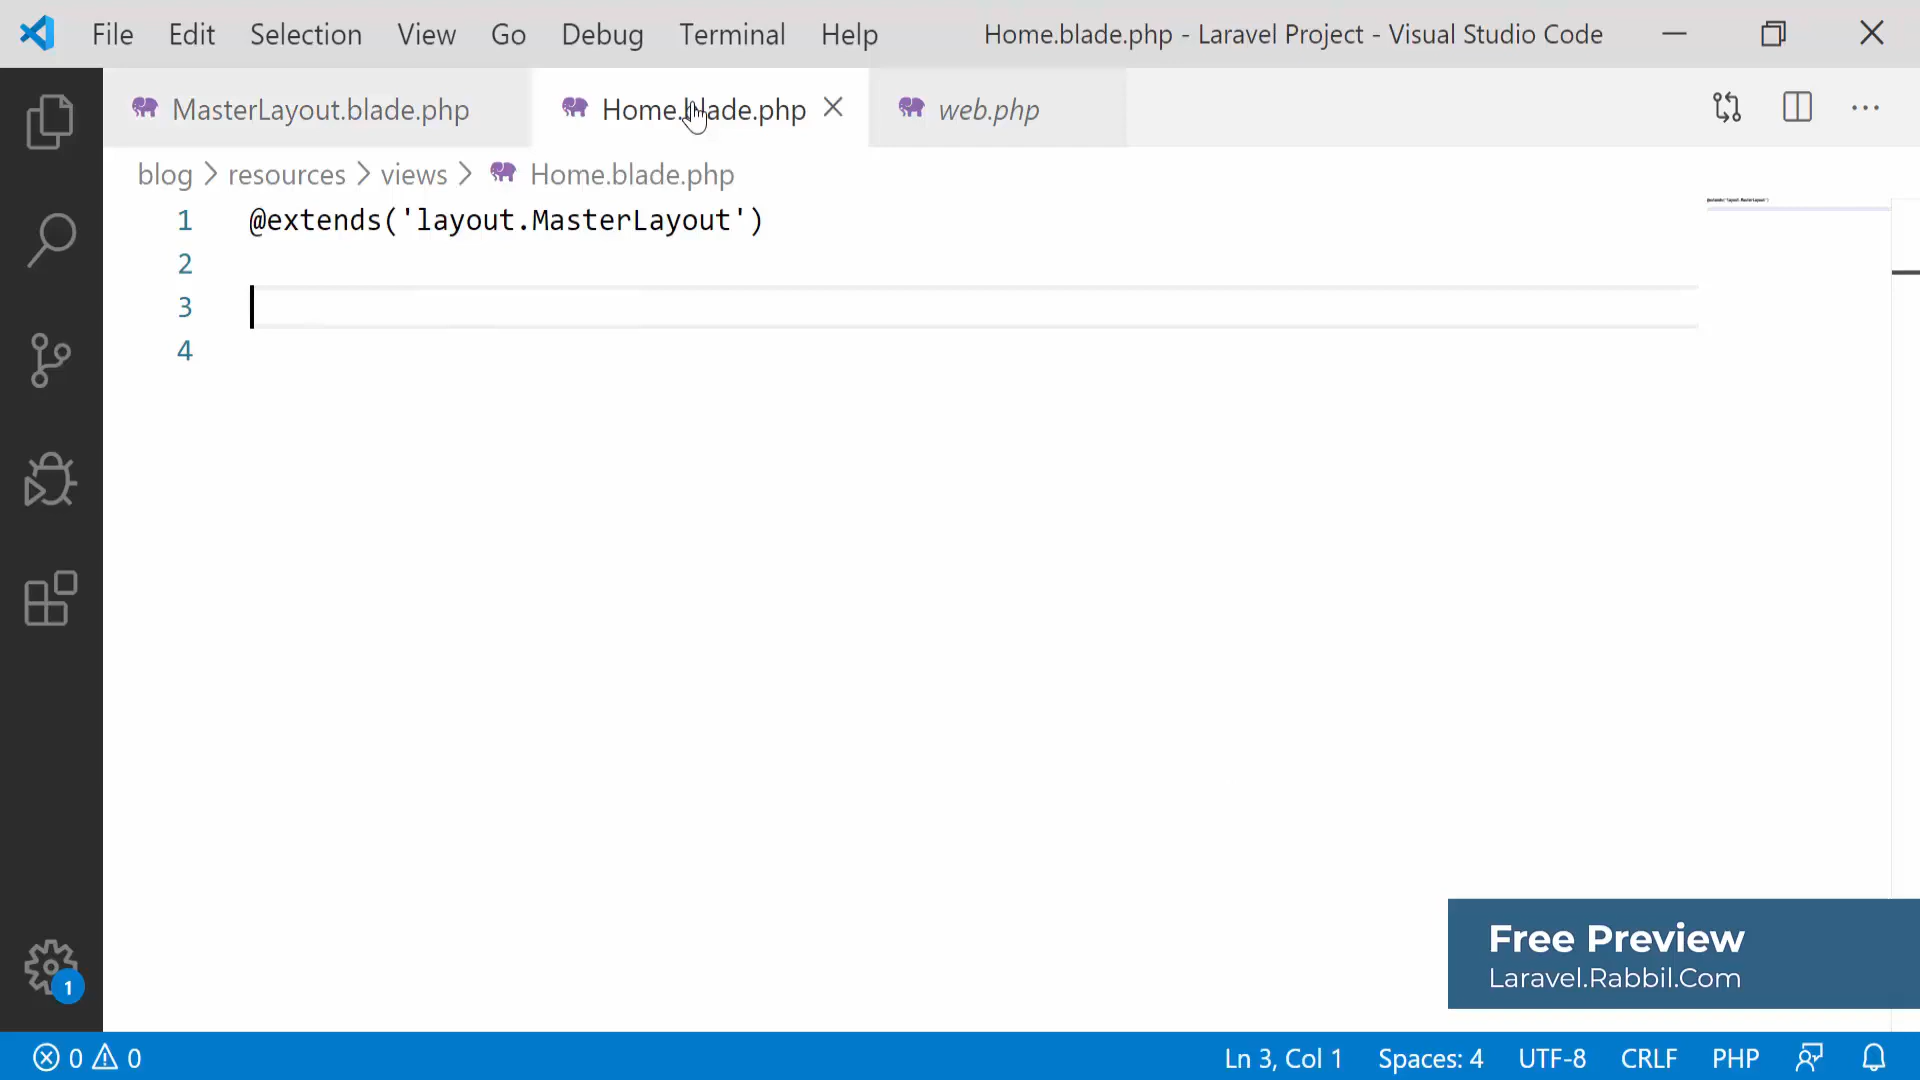 File Edit Selection View Go Debug Terminal Help Home.blade.php - Laravel Project - Visual Studio Code
MasterLayout.blade.php Home.blade.php web.php
blog > resources > views > Home.blade.php
1 @extends('layout.MasterLayout')
2
3
4
Free Preview
Laravel.Rabbil.Com
1
0 0 Ln 3, Col 1 Spaces: 4 UTF-8 CRLF PHP